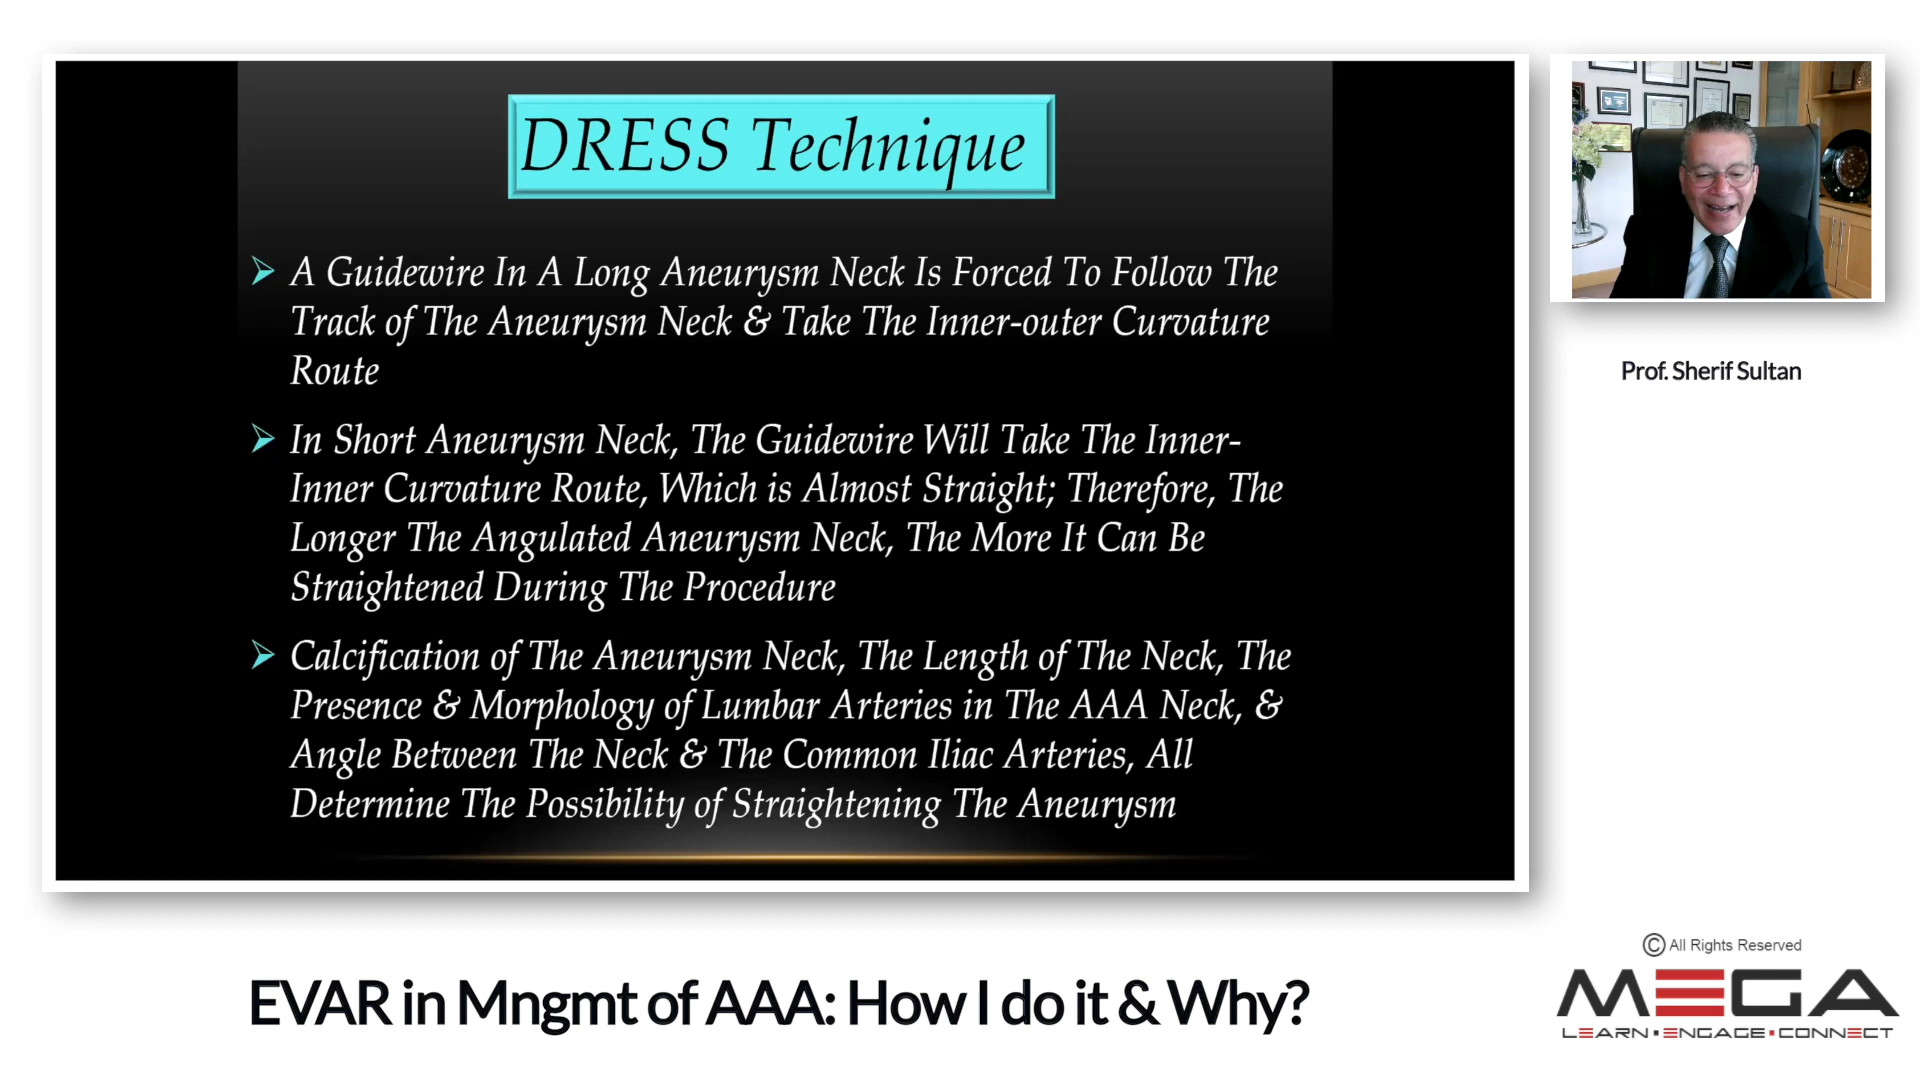 DRESS Technique
A Guidewire In A Long Aneurysm Neck Is Forced To Follow The
Track of The Aneurysm Neck & Take The Inner-outer Curvature
Route
In Short Aneurysm Neck, The Guidewire Will Take The Inner-
Inner Curvature Route, Which is Almost Straight; Therefore, The
Longer The Angulated Aneurysm Neck, The More It Can Be
Straightened During The Procedure
Calcification of The Aneurysm Neck, The Length of The Neck, The
Presence & Morphology of Lumbar Arteries in The AAA Neck, &
Angle Between The Neck & The Common Iliac Arteries, All
Determine The Possibility of Straightening The Aneurysm
Prof. Sherif Sultan
© All Rights Reserved
MEGA
LEARN•ENGAGE•CONNECT
EVAR in Mngmt of AAA: How I do it & Why?